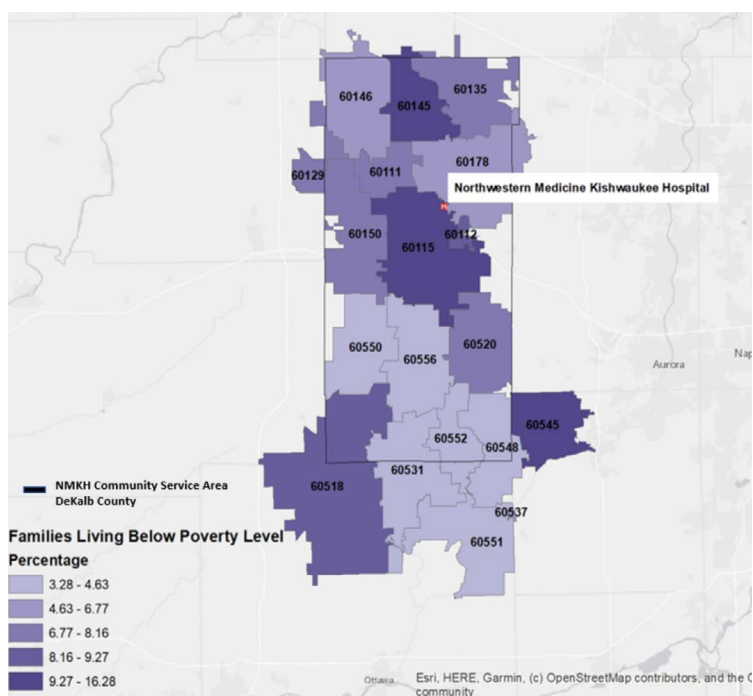 60146
60145
60135
60129
60111
60178
Northwestern Medicine Kishwaukee Hospital
H
60150
60115
60112
60550
60556
60520
Aurora
Nap
60545
60552
60548
60531
60518
60537
60551
NMKH Community Service Area
DeKalb County
Families Living Below Poverty Level
Percentage
3.28 - 4.63
4.63 - 6.77
6.77 - 8.16
8.16 - 9.27
9.27 - 16.28
Ottawa
Esri, HERE, Garmin, (c) OpenStreetMap contributors, and the G
community